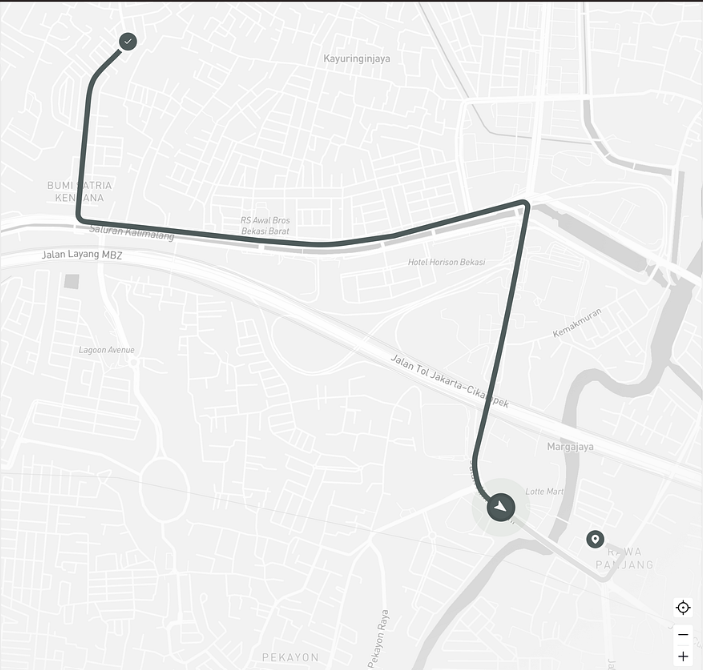 Kayuringinjaya
BUMI SATRIA
KENCANA
RS Awal Bros
Bekasi Barat
Saluran Kalimalang
Jalan Layang MBZ
Hotel Horison Bekasi
Kemakmuran
Lagoon Avenue
Jalan Tol Jakarta-Cikampek
Margajaya
Lotte Mart
RAWA
PANJANG
Pekayon Raya
PEKAYON